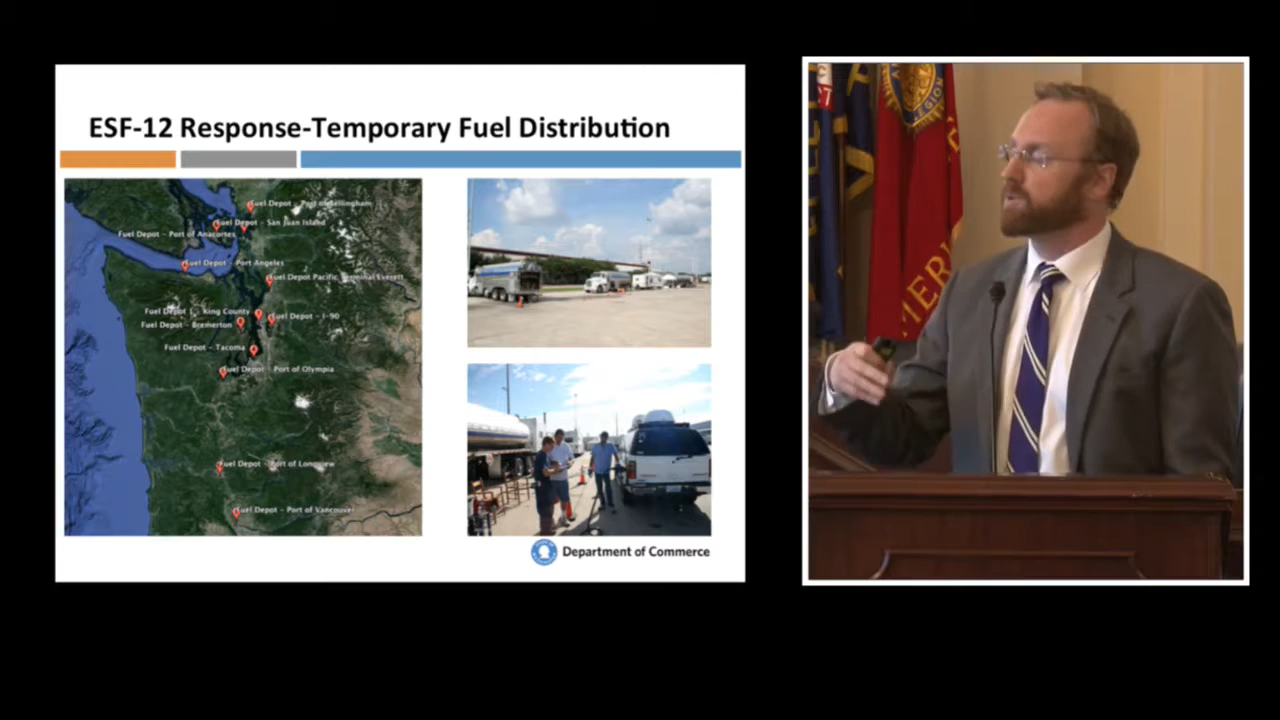 ESF-12 Response-Temporary Fuel Distribution
Fuel Depot - Port of Bellingham
Fuel Depot - San Juan Island
Fuel Depot - Port of Anacortes
Fuel Depot - Port Angeles
Fuel Depot Pacific Terminal Everett
Fuel Depot - King County
Fuel Depot - I-90
Fuel Depot - Bremerton
Fuel Depot - Tacoma
Fuel Depot - Port of Olympia
Fuel Depot - Port of Longview
Fuel Depot - Port of Vancouver
Department of Commerce
LEGION
AMERI